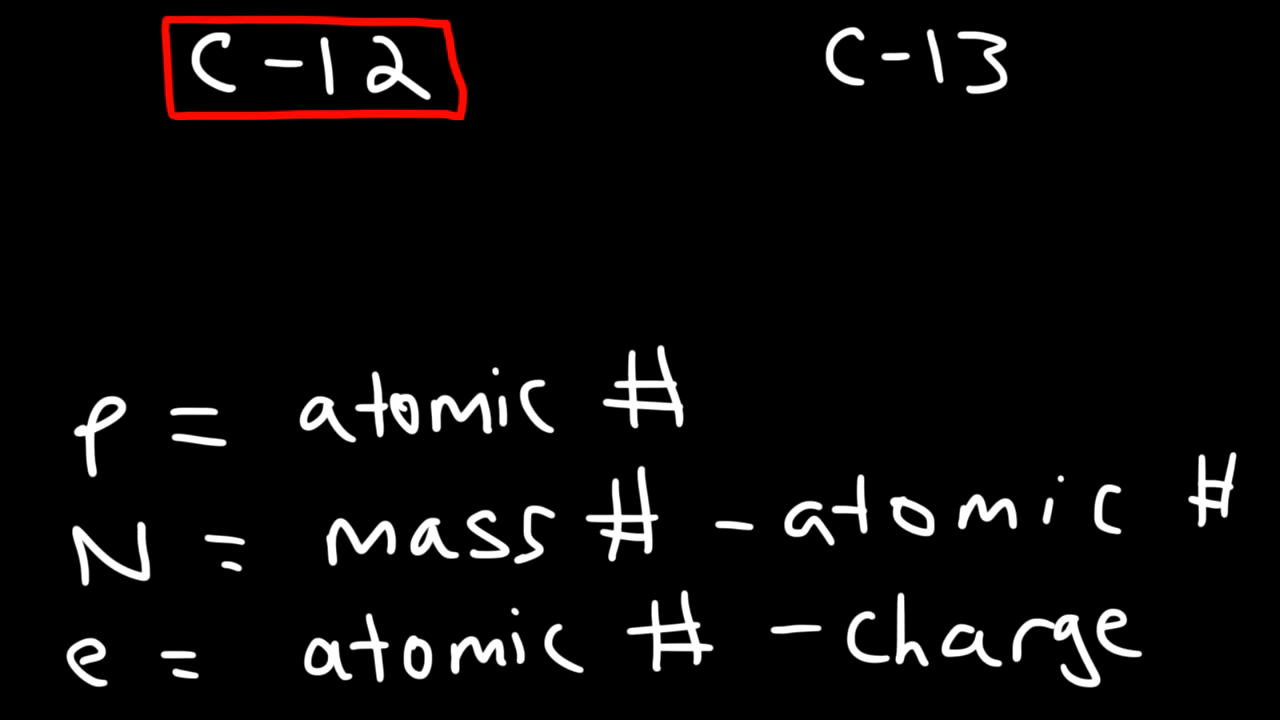 C-12 C-13
p = atomic #
N = mass # - atomic #
e = atomic # - charge